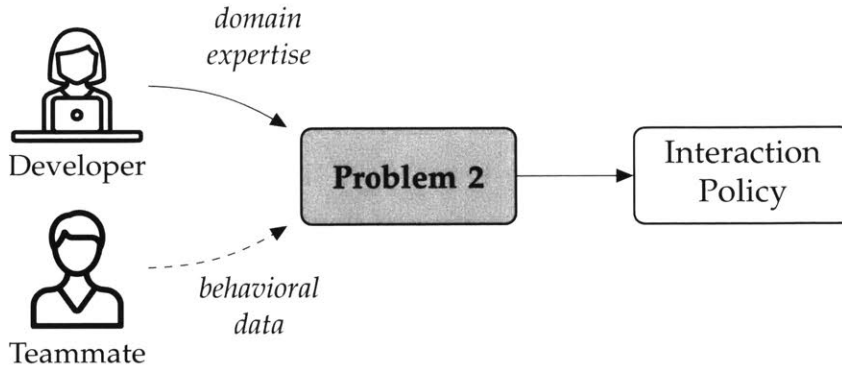 domain
expertise
Developer
Problem 2
Interaction
Policy
behavioral
data
Teammate